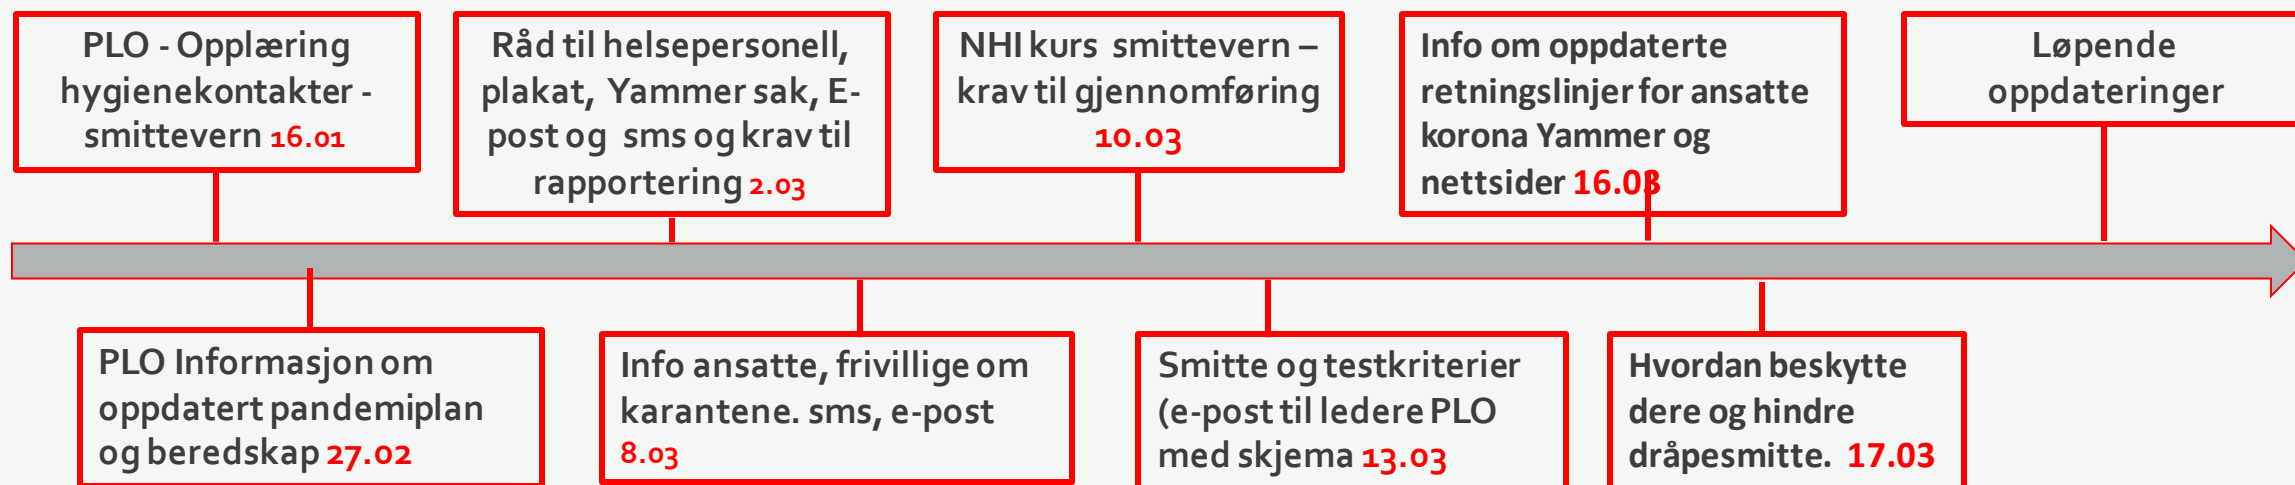 PLO - Opplæring
hygienekontakter -
smittevern 16.01
Råd til helsepersonell,
plakat, Yammer sak, E-
post og sms og krav til
rapportering 2.03
NHI kurs smittevern –
krav til gjennomføring
10.03
Info om oppdaterte
retningslinjer for ansatte
korona Yammer og
nettsider 16.03
Løpende
oppdateringer
PLO Informasjon om
oppdatert pandemiplan
og beredskap 27.02
Info ansatte, frivillige om
karantene. sms, e-post
8.03
Smitte og testkriterier
(e-post til ledere PLO
med skjema 13.03
Hvordan beskytte
dere og hindre
dråpesmitte. 17.03